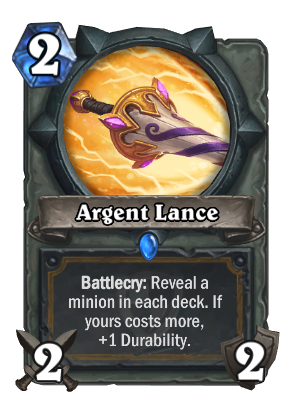 2
Argent Lance
Battlecry: Reveal a
minion in each deck. If
yours costs more,
+1 Durability.
2 2